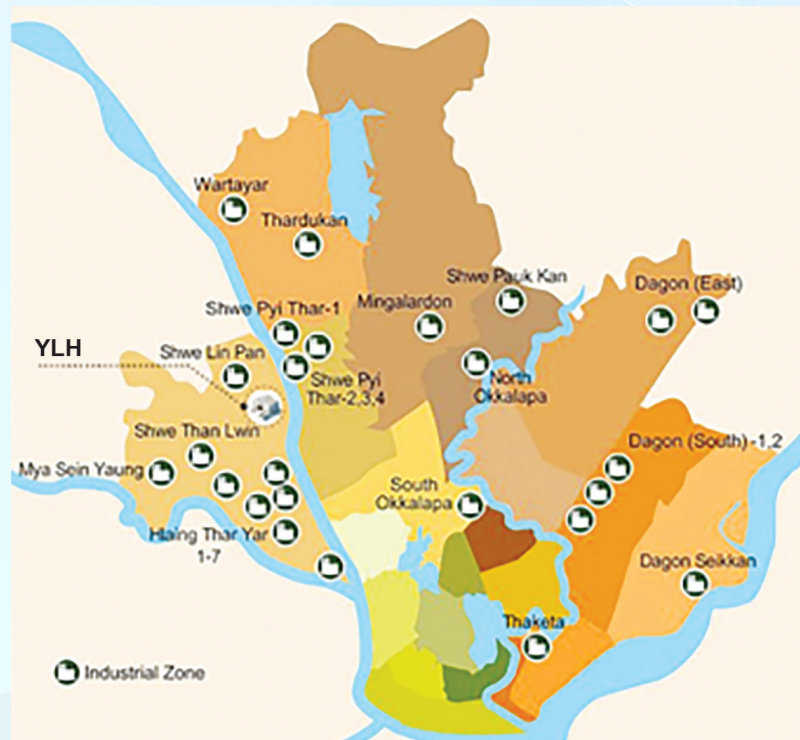 Wartayar
Thardukan
Shwe Pauk Kan
Dagon (East)
Shwe Pyi Thar-1
Mingalardon
YLH
Shwe Lin Pan
Shwe Pyi
Thar-2,3,4
North
Okkalapa
Shwe Than Lwin
Dagon (South) -1,2
Mya Sein Yaung
South
Okkalapa
Hlaing Thar Yar
1-7
Dagon Seikkan
Thaketa
Industrial Zone